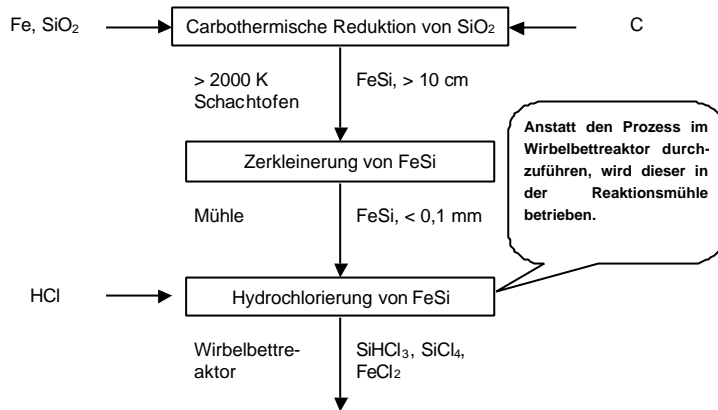 Fe, SiO₂
Carbothermische Reduktion von SiO₂
C
> 2000 K
Schachtofen
FeSi, > 10 cm
Anstatt den Prozess im
Wirbelbettreaktor durch-
zuführen, wird dieser in
der Reaktionsmühle
betrieben.
Zerkleinerung von FeSi
Mühle
FeSi, < 0,1 mm
HCl
Hydrochlorierung von FeSi
Wirbelbettre-
aktor
SiHCl₃, SiCl₄,
FeCl₂